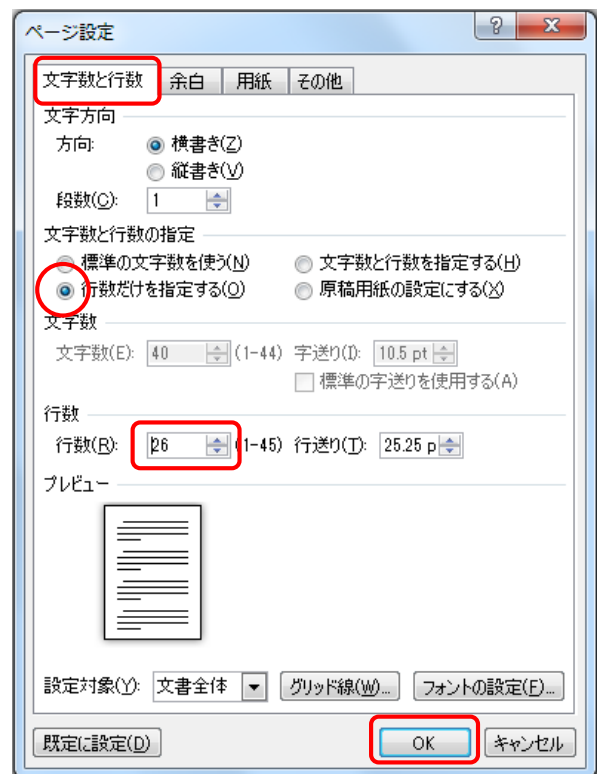 ページ設定
文字数と行数 余白 用紙 その他
文字方向
方向: 横書き(Z)
縦書き(V)
段数(C): 1
文字数と行数の指定
標準の文字数を使う(N) 文字数と行数を指定する(H)
行数だけを指定する(O) 原稿用紙の設定にする(X)
文字数
文字数(E): 40 (1-44) 字送り(I): 10.5 pt
標準の字送りを使用する(A)
行数
行数(R): 26 (1-45) 行送り(T): 25.25 p
プレビュー
設定対象(Y): 文書全体 グリッド線(W)... フォントの設定(F)...
既定に設定(D) OK キャンセル